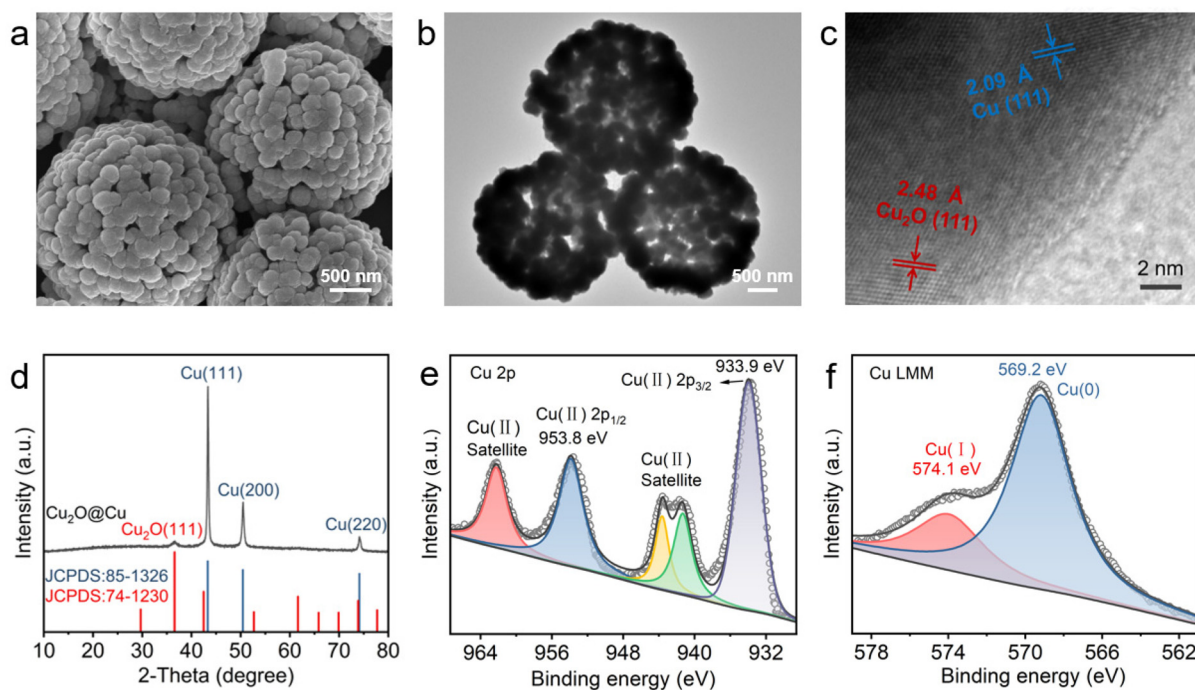 a
500 nm
b
500 nm
c
2.09 Å
Cu (111)
2.48 Å
Cu₂O (111)
2 nm
d
Intensity (a.u.)
Cu(111)
Cu(200)
Cu₂O@Cu
Cu₂O(111)
Cu(220)
JCPDS:85-1326
JCPDS:74-1230
10 20 30 40 50 60 70 80
2-Theta (degree)
e
Intensity (a.u.)
Cu 2p
933.9 eV
Cu(Ⅱ) 2p₃/₂
Cu(Ⅱ) 2p₁/₂
953.8 eV
Cu(Ⅱ)
Satellite
Cu(Ⅱ)
Satellite
964 956 948 940 932
Binding energy (eV)
f
Intensity (a.u.)
Cu LMM
569.2 eV
Cu(0)
Cu(Ⅰ)
574.1 eV
578 574 570 566 562
Binding energy (eV)